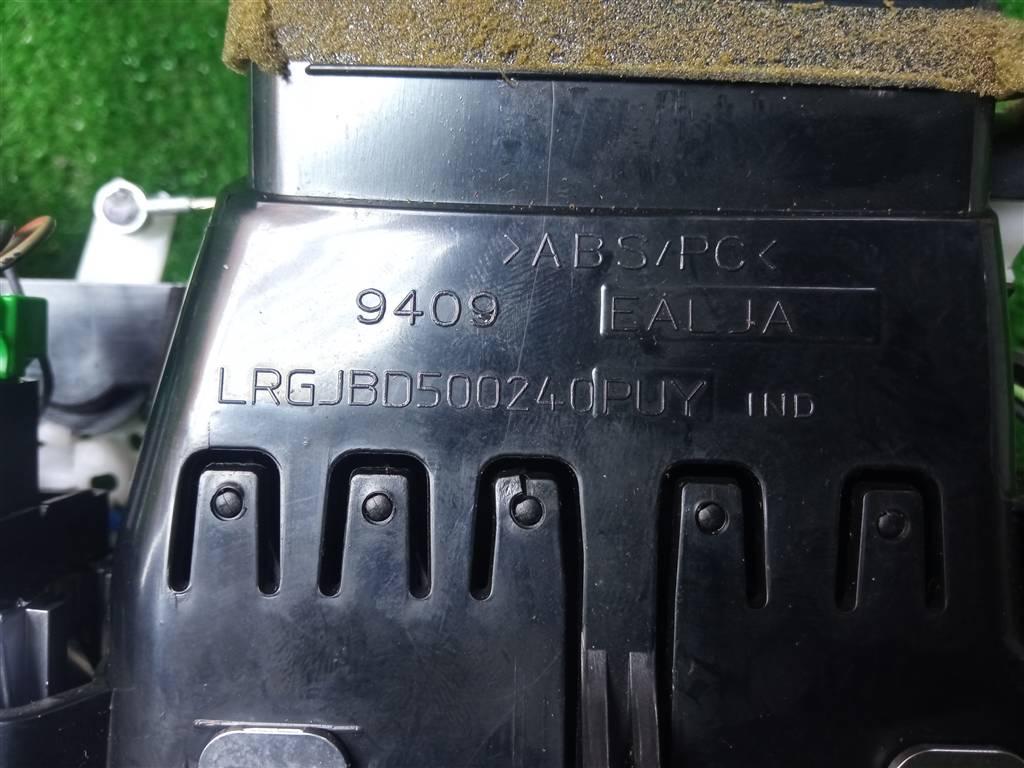 >ABS/PC<
9409 EALJA
LRGJBD500240PUY IND